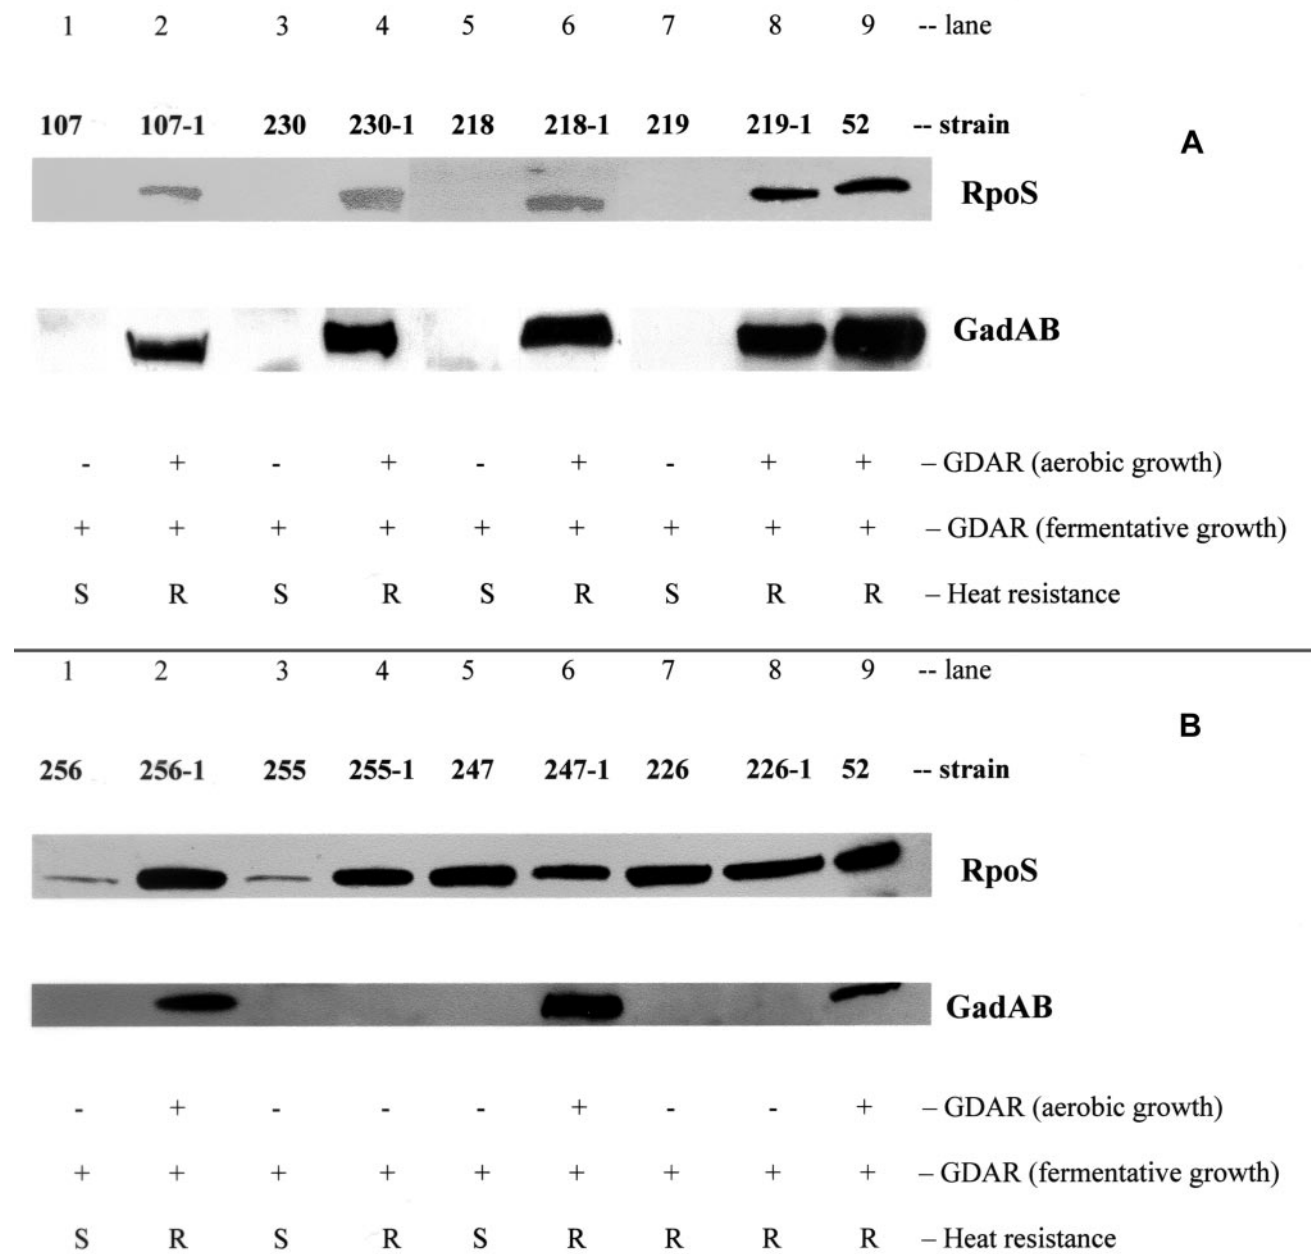 1 2 3 4 5 6 7 8 9 -- lane
107 107-1 230 230-1 218 218-1 219 219-1 52 -- strain
A
RpoS
GadAB
- + - + - + - + + – GDAR (aerobic growth)
+ + + + + + + + + – GDAR (fermentative growth)
S R S R S R S R R – Heat resistance
1 2 3 4 5 6 7 8 9 -- lane
B
256 256-1 255 255-1 247 247-1 226 226-1 52 -- strain
RpoS
GadAB
- + - - - + - - + – GDAR (aerobic growth)
+ + + + + + + + + – GDAR (fermentative growth)
S R S R S R R R R – Heat resistance